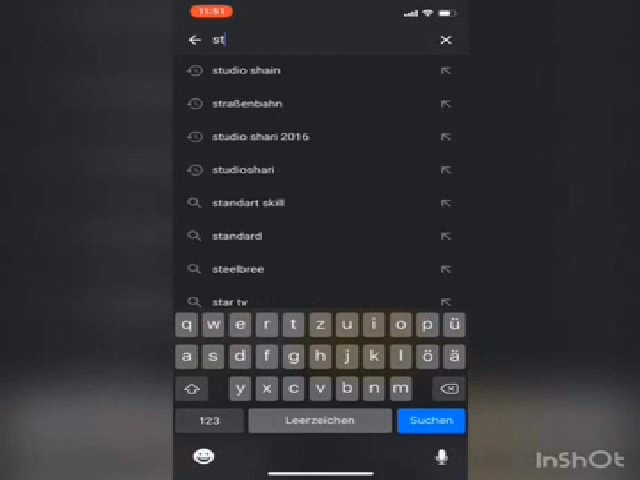 11:51
st
studio shain
straßenbahn
studio shari 2016
studioshari
standart skill
standard
steelbree
star tv
q w e r t z u i o p ü
a s d f g h j k l ö ä
y x c v b n m
123 Leerzeichen Suchen
InShOt